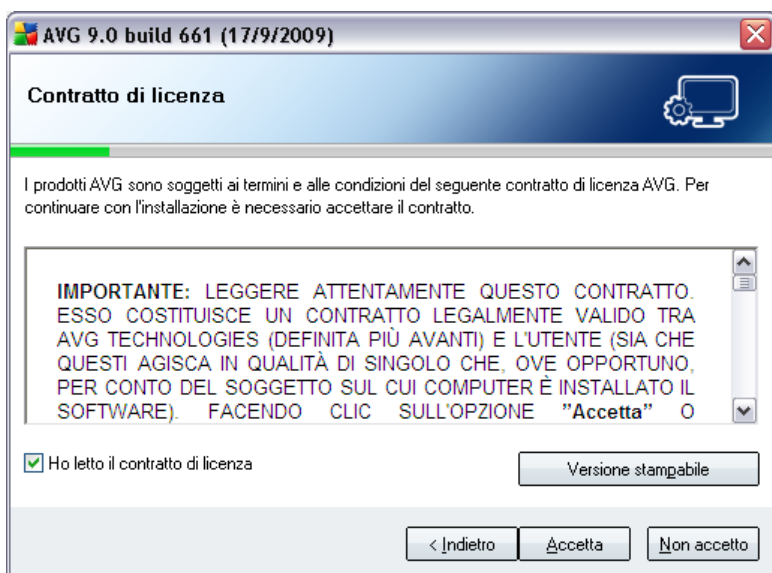 AVG 9.0 build 661 (17/9/2009)
Contratto di licenza
I prodotti AVG sono soggetti ai termini e alle condizioni del seguente contratto di licenza AVG. Per
continuare con l'installazione è necessario accettare il contratto.
IMPORTANTE: LEGGERE ATTENTAMENTE QUESTO CONTRATTO.
ESSO COSTITUISCE UN CONTRATTO LEGALMENTE VALIDO TRA
AVG TECHNOLOGIES (DEFINITA PIÙ AVANTI) E L'UTENTE (SIA CHE
QUESTI AGISCA IN QUALITÀ DI SINGOLO CHE, OVE OPPORTUNO,
PER CONTO DEL SOGGETTO SUL CUI COMPUTER È INSTALLATO IL
SOFTWARE). FACENDO CLIC SULL'OPZIONE "Accetta" O
Ho letto il contratto di licenza
Versione stampabile
< Indietro
Accetta
Non accetto